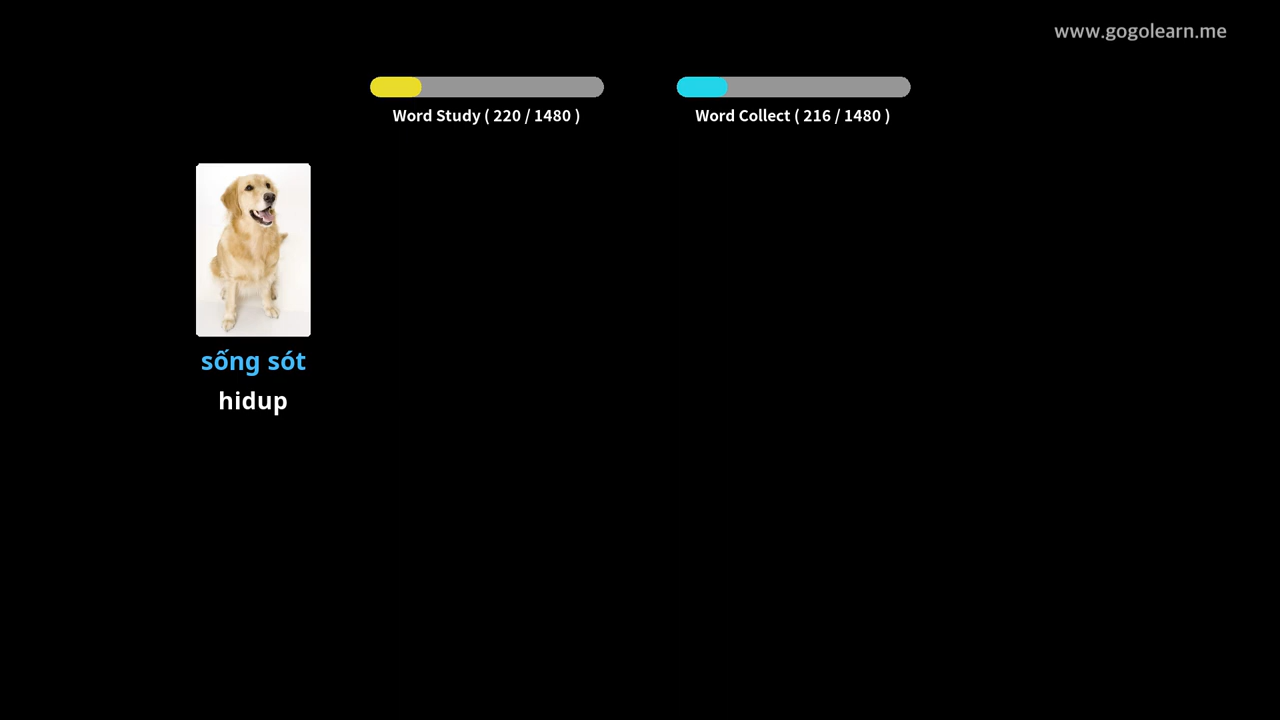 www.gogolearn.me
Word Study ( 220 / 1480 )
Word Collect ( 216 / 1480 )
sống sót
hidup